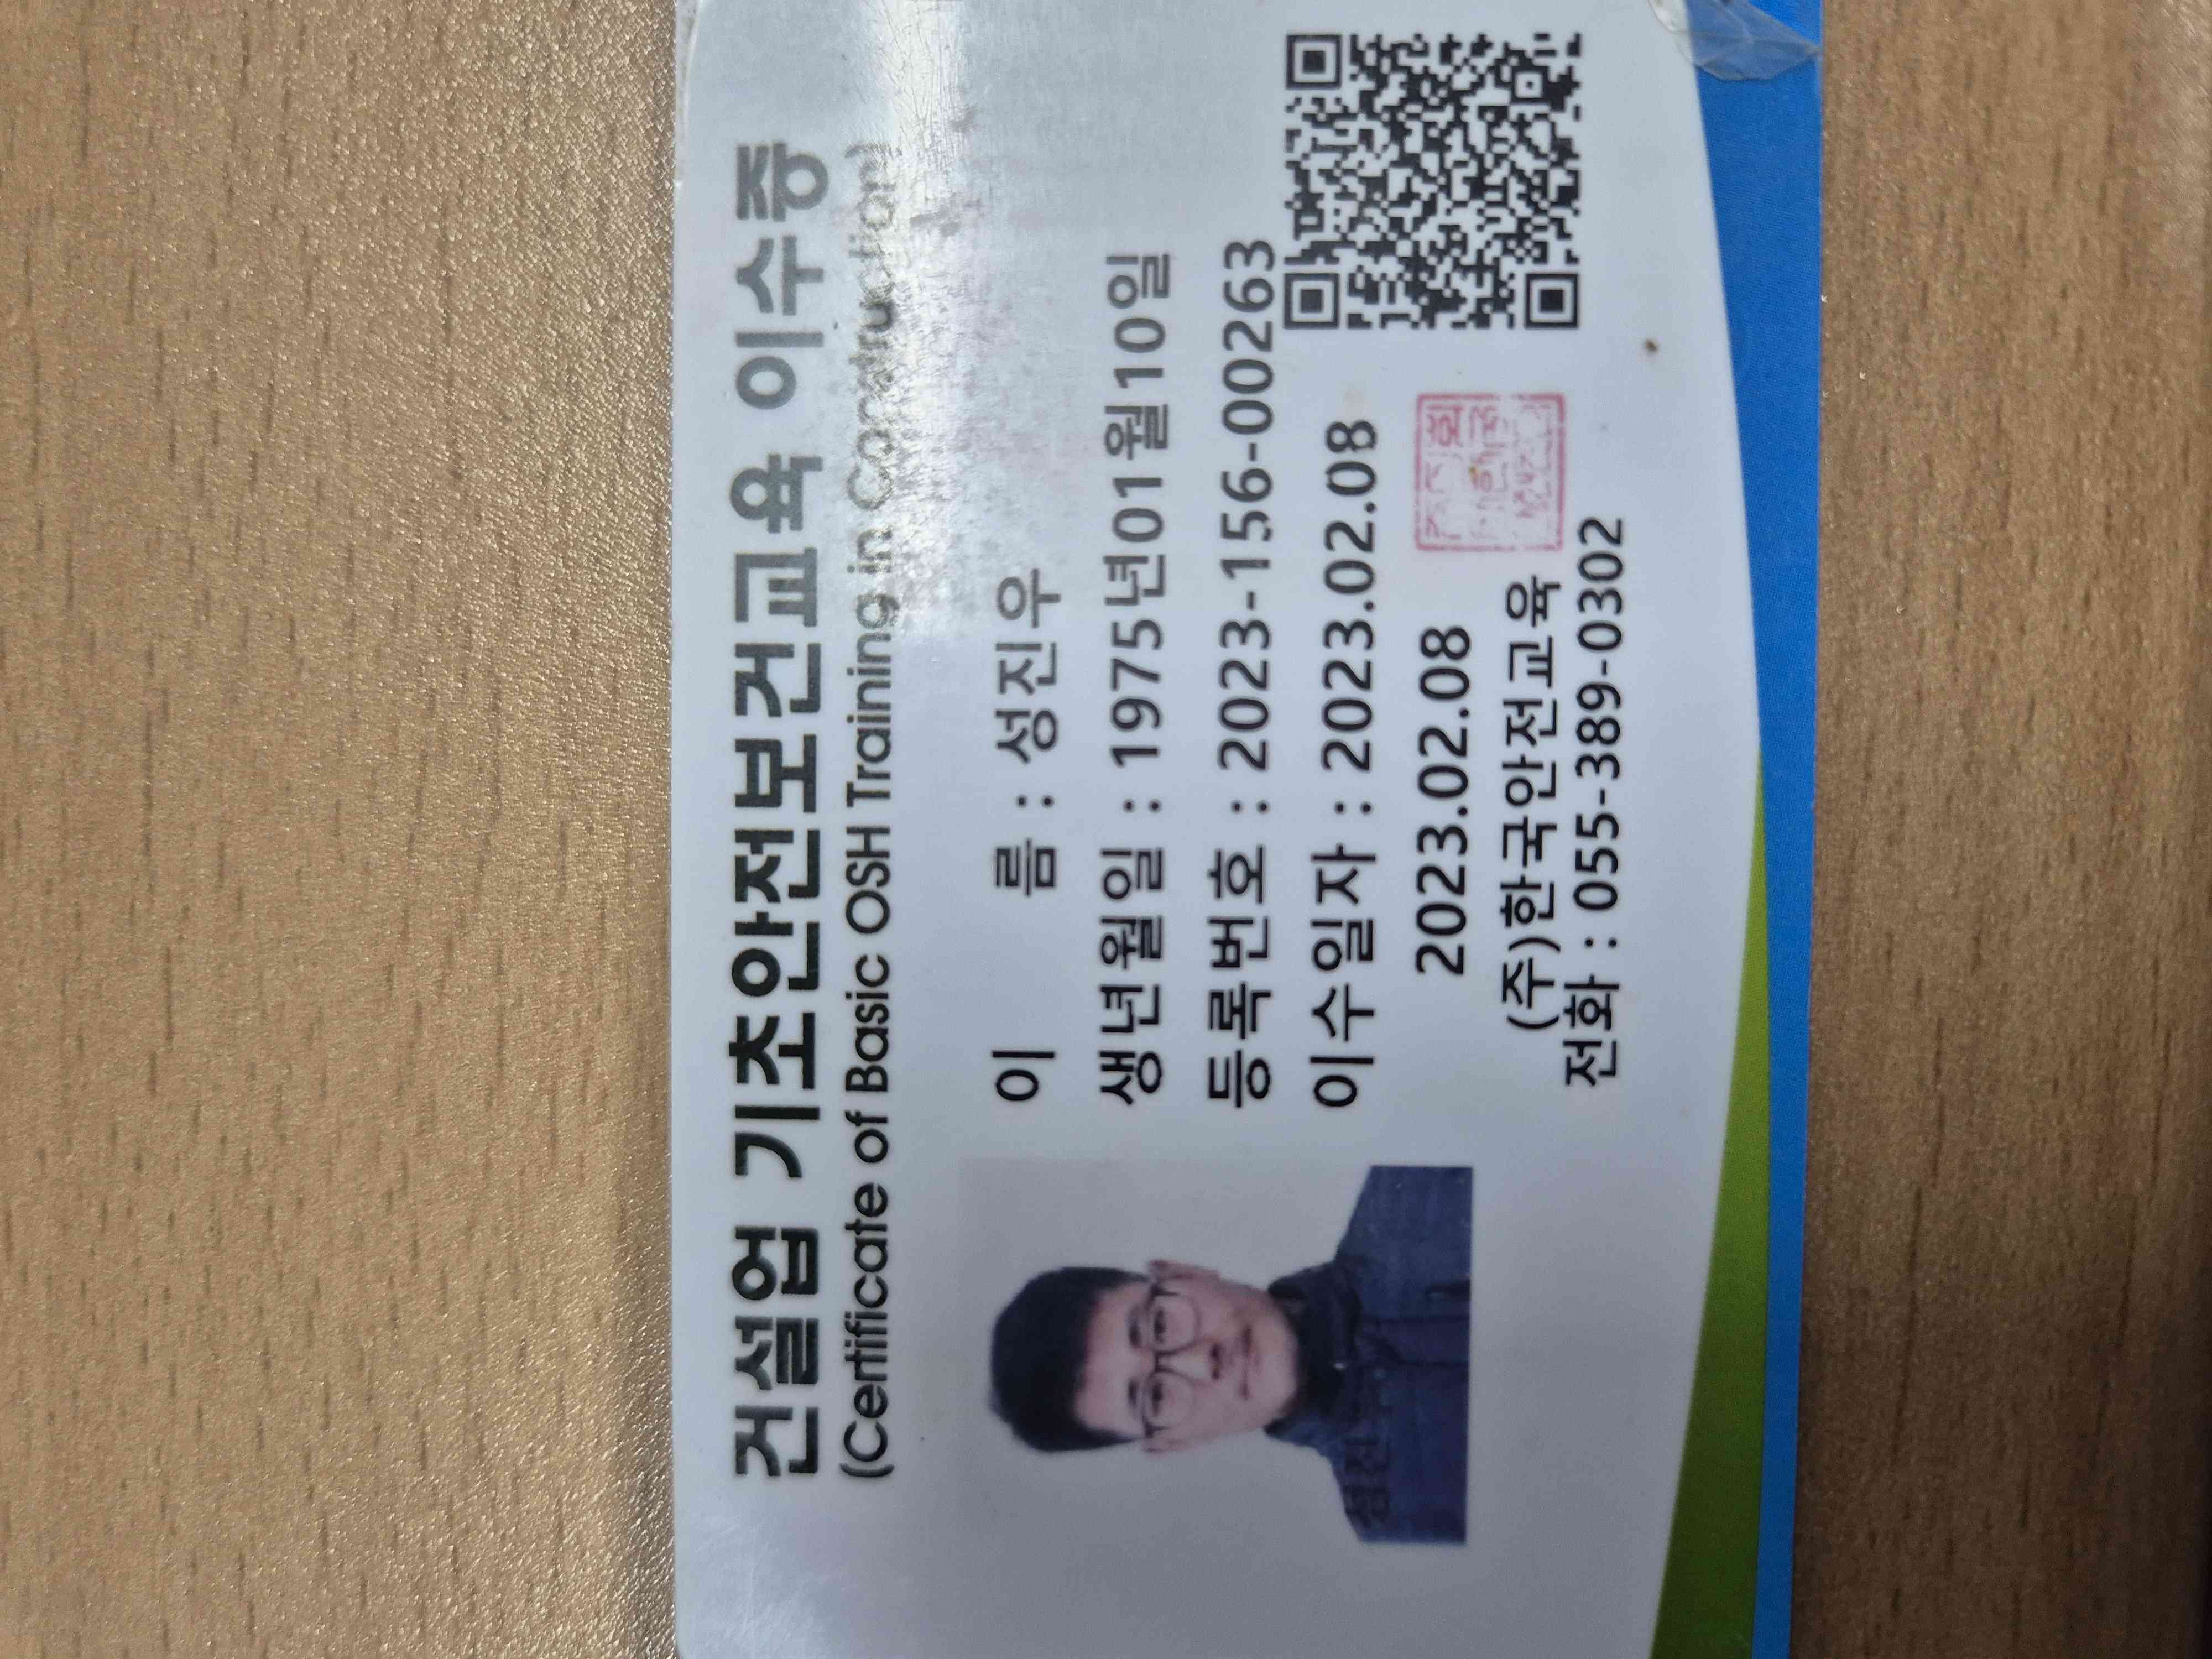 건설업 기초안전보건교육 이수증
(Certificate of Basic OSH Training in Construction)
이 름 : 성진우
생년월일 : 1975년01월10일
등록번호 : 2023-156-00263
이수일자 : 2023.02.08
2023.02.08
(주)한국안전교육
전화 : 055-389-0302